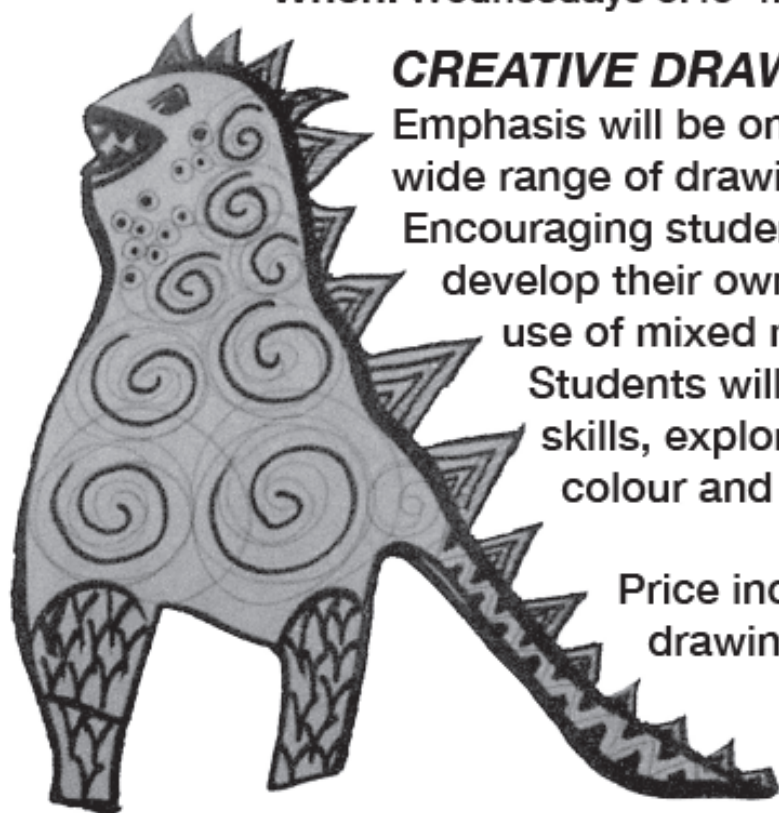 CREATIVE DRAW
Emphasis will be on
wide range of drawi
Encouraging studen
develop their own
use of mixed
Students will
skills, explor
colour and
Price inc
drawin